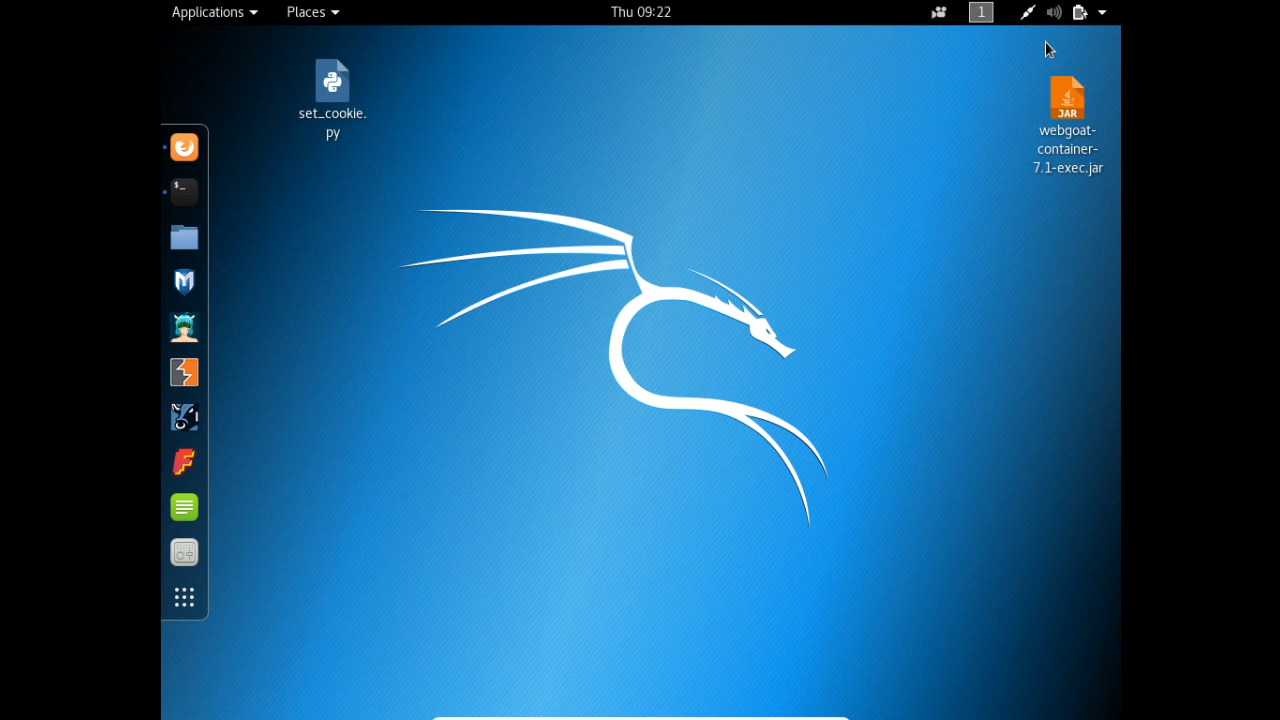 Applications Places Thu 09:22 1
set_cookie.
py
JAR
webgoat-
container-
7.1-exec.jar
$_